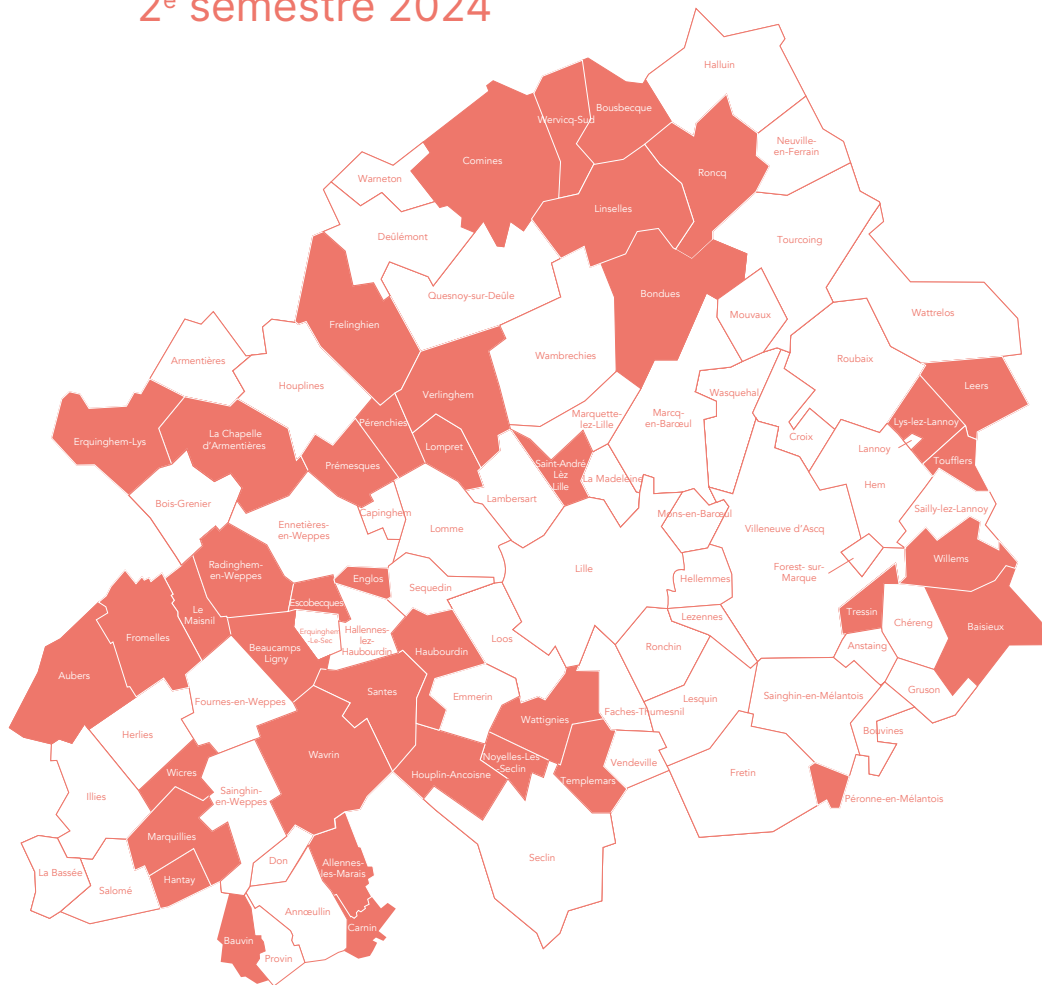 2e semestre 2024
Halluin
Bousbecque
Wervicq-Sud
Neuville-
en-Ferrain
Comines
Roncq
Warneton
Linselles
Deûlémont
Tourcoing
Quesnoy-sur-Deûle
Bondues
Mouvaux
Wattrelos
Frelinghien
Armentières
Wambrechies
Roubaix
Houplines
Verlinghem
Wasquehal
Leers
Erquinghem-Lys
La Chapelle
d'Armentières
Pérenchies
Marquette-
lez-Lille
Marcq-
en-Barœul
Lys-lez-Lannoy
Croix
Lompret
Lannoy
Toufflers
Prémesques
Saint-André
Lèz
Lille
La Madeleine
Hem
Bois-Grenier
Capinghem
Lambersart
Sailly-lez-Lannoy
Ennetières-
en-Weppes
Lomme
Mons-en-Barœul
Villeneuve d'Ascq
Radinghem-
en-Weppes
Lille
Forest- sur-
Marque
Willems
Englos
Sequedin
Hellemmes
Escobecques
Le
Maisnil
Fromelles
Erquinghem
-Le-Sec
Hallennes-
lez-
Haubourdin
Lezennes
Tressin
Chéreng
Baisieux
Beaucamps
Ligny
Haubourdin
Loos
Ronchin
Anstaing
Aubers
Santes
Emmerin
Gruson
Fournes-en-Weppes
Lesquin
Sainghin-en-Mélantois
Faches-Thumesnil
Wattignies
Herlies
Bouvines
Wavrin
Noyelles-Les
-Seclin
Vendeville
Wicres
Houplin-Ancoisne
Templemars
Fretin
Illies
Sainghin-
en-Weppes
Péronne-en-Mélantois
Marquillies
La Bassée
Don
Allennes-
les-Marais
Seclin
Salomé
Hantay
Annœullin
Carnin
Bauvin
Provin